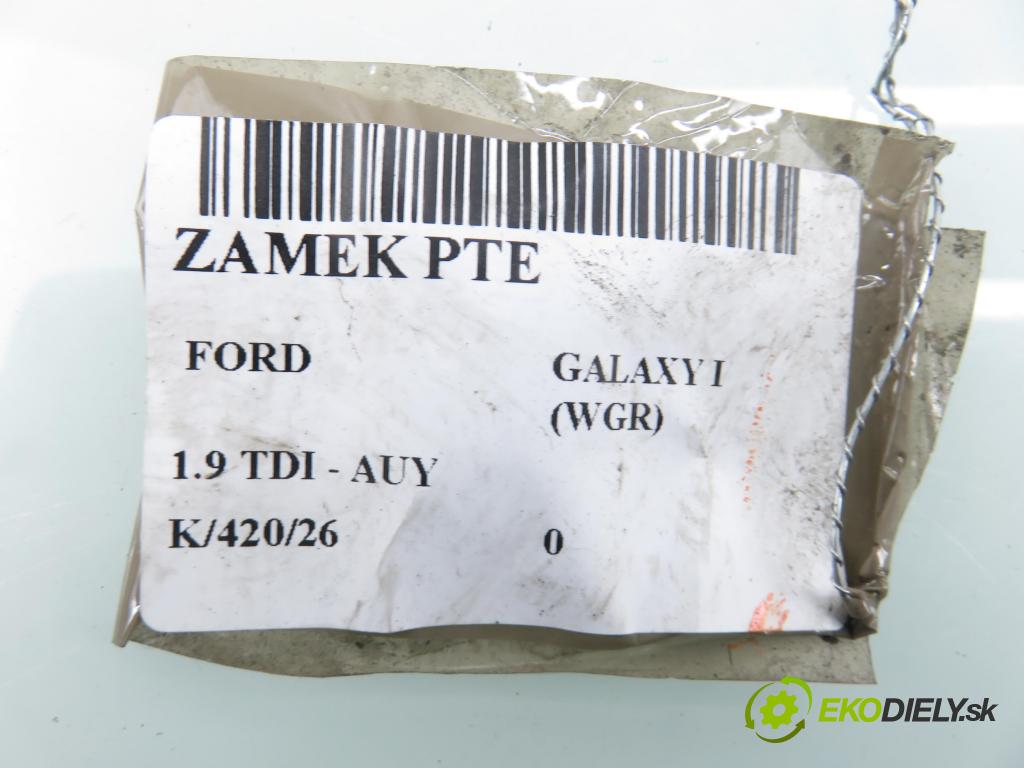 ZAMEK PTE
FORD
GALAXY I
(WGR)
1.9 TDI - AUY
K/420/26
0
EKODIELY.sk